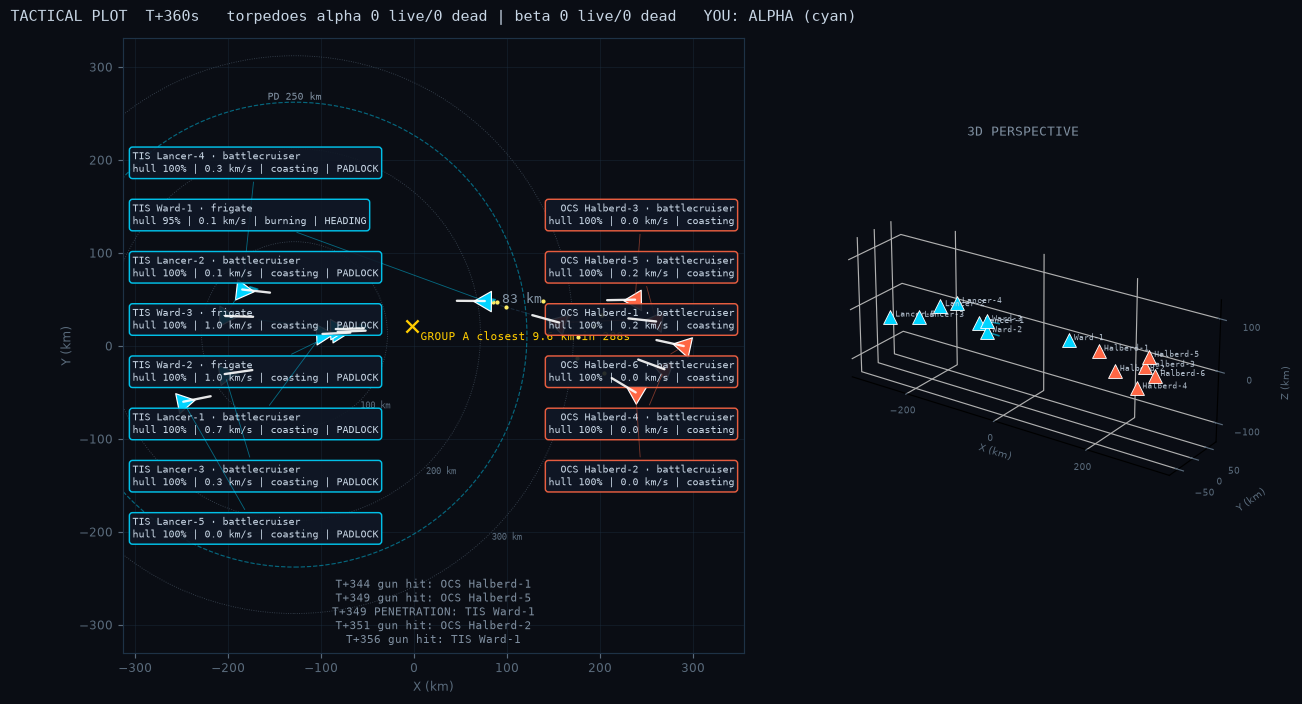 TACTICAL PLOT  T+360s   torpedoes alpha 0 live/0 dead | beta 0 live/0 dead   YOU: ALPHA (cyan)
PD 250 km
TIS Lancer-4 · battlecruiser
hull 100% | 0.3 km/s | coasting | PADLOCK
TIS Ward-1 · frigate
hull 95% | 0.1 km/s | burning | HEADING
TIS Lancer-2 · battlecruiser
hull 100% | 0.1 km/s | coasting | PADLOCK
TIS Ward-3 · frigate
hull 100% | 1.0 km/s | coasting | PADLOCK
TIS Ward-2 · frigate
hull 100% | 1.0 km/s | coasting | PADLOCK
TIS Lancer-1 · battlecruiser
hull 100% | 0.7 km/s | coasting | PADLOCK
TIS Lancer-3 · battlecruiser
hull 100% | 0.3 km/s | coasting | PADLOCK
TIS Lancer-5 · battlecruiser
hull 100% | 0.0 km/s | coasting | PADLOCK
OCS Halberd-3 · battlecruiser
hull 100% | 0.0 km/s | coasting
OCS Halberd-5 · battlecruiser
hull 100% | 0.2 km/s | coasting
OCS Halberd-1 · battlecruiser
hull 100% | 0.2 km/s | coasting
OCS Halberd-6 · battlecruiser
hull 100% | 0.0 km/s | coasting
OCS Halberd-4 · battlecruiser
hull 100% | 0.0 km/s | coasting
OCS Halberd-2 · battlecruiser
hull 100% | 0.0 km/s | coasting
83 km
GROUP A closest 9.6 km in 288s
100 km
200 km
300 km
T+344 gun hit: OCS Halberd-1
T+349 gun hit: OCS Halberd-5
T+349 PENETRATION: TIS Ward-1
T+351 gun hit: OCS Halberd-2
T+356 gun hit: TIS Ward-1
300
200
100
0
−100
−200
−300
Y (km)
−300
−200
−100
0
100
200
300
X (km)
3D PERSPECTIVE
Lancer-4
Ward-2
Ward-1
Halberd-1
Halberd-5
Halberd-6
Halberd-4
−200
0
200
X (km)
−50
0
50
Y (km)
100
0
−100
Z (km)